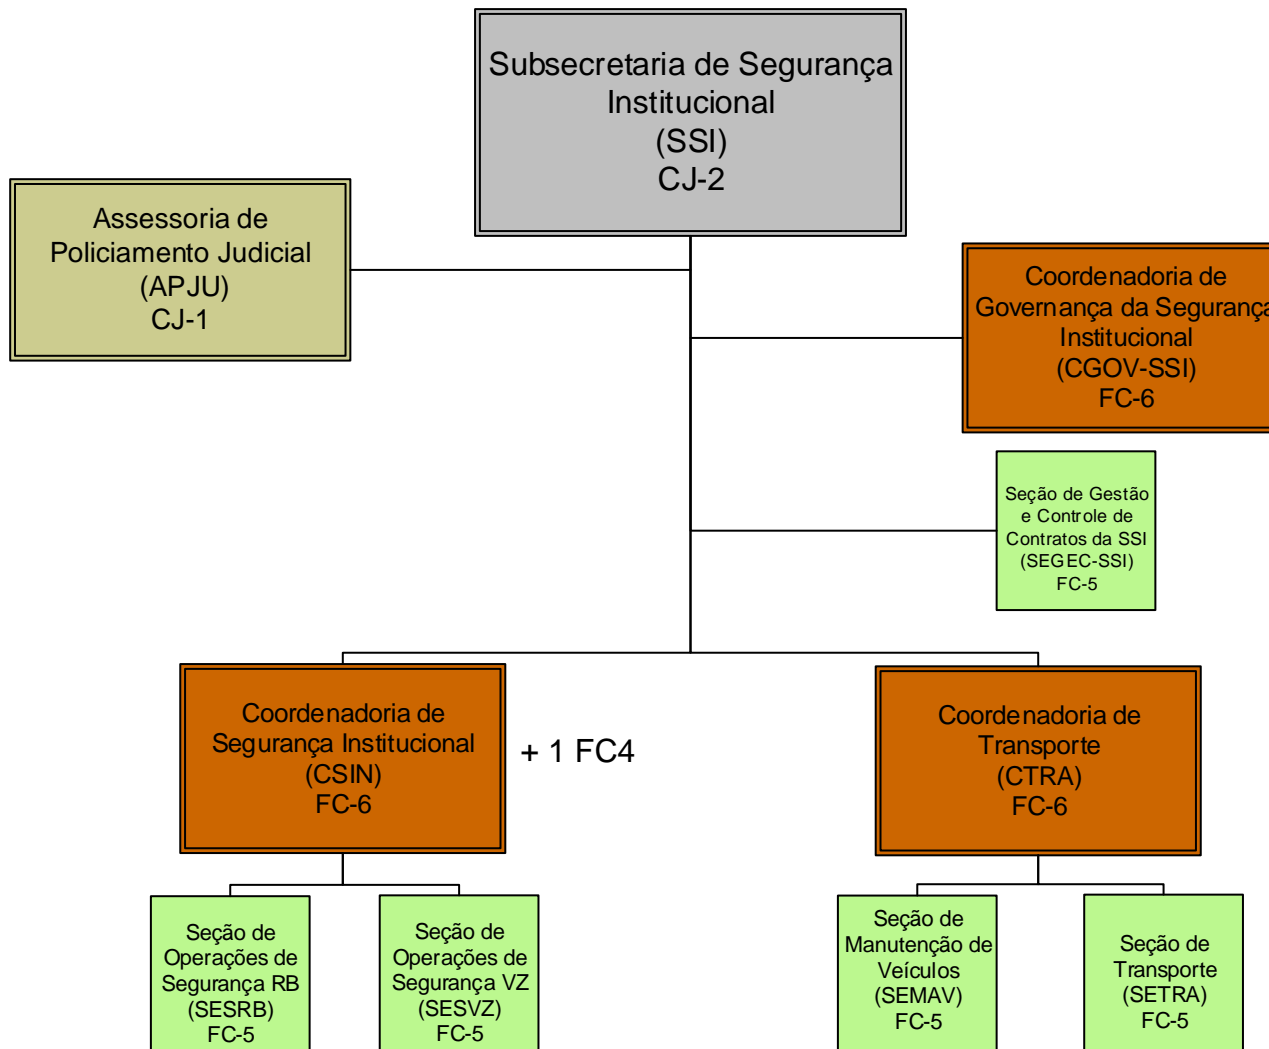 Subsecretaria de Segurança
Institucional
(SSI)
CJ-2
Assessoria de
Policiamento Judicial
(APJU)
CJ-1
Coordenadoria de
Governança da Segurança
Institucional
(CGOV-SSI)
FC-6
Seção de Gestão
e Controle de
Contratos da SSI
(SEGEC-SSI)
FC-5
Coordenadoria de
Segurança Institucional
(CSIN)
FC-6
+ 1 FC4
Coordenadoria de
Transporte
(CTRA)
FC-6
Seção de
Operações de
Segurança RB
(SESRB)
FC-5
Seção de
Operações de
Segurança VZ
(SESVZ)
FC-5
Seção de
Manutenção de
Veículos
(SEMAV)
FC-5
Seção de
Transporte
(SETRA)
FC-5